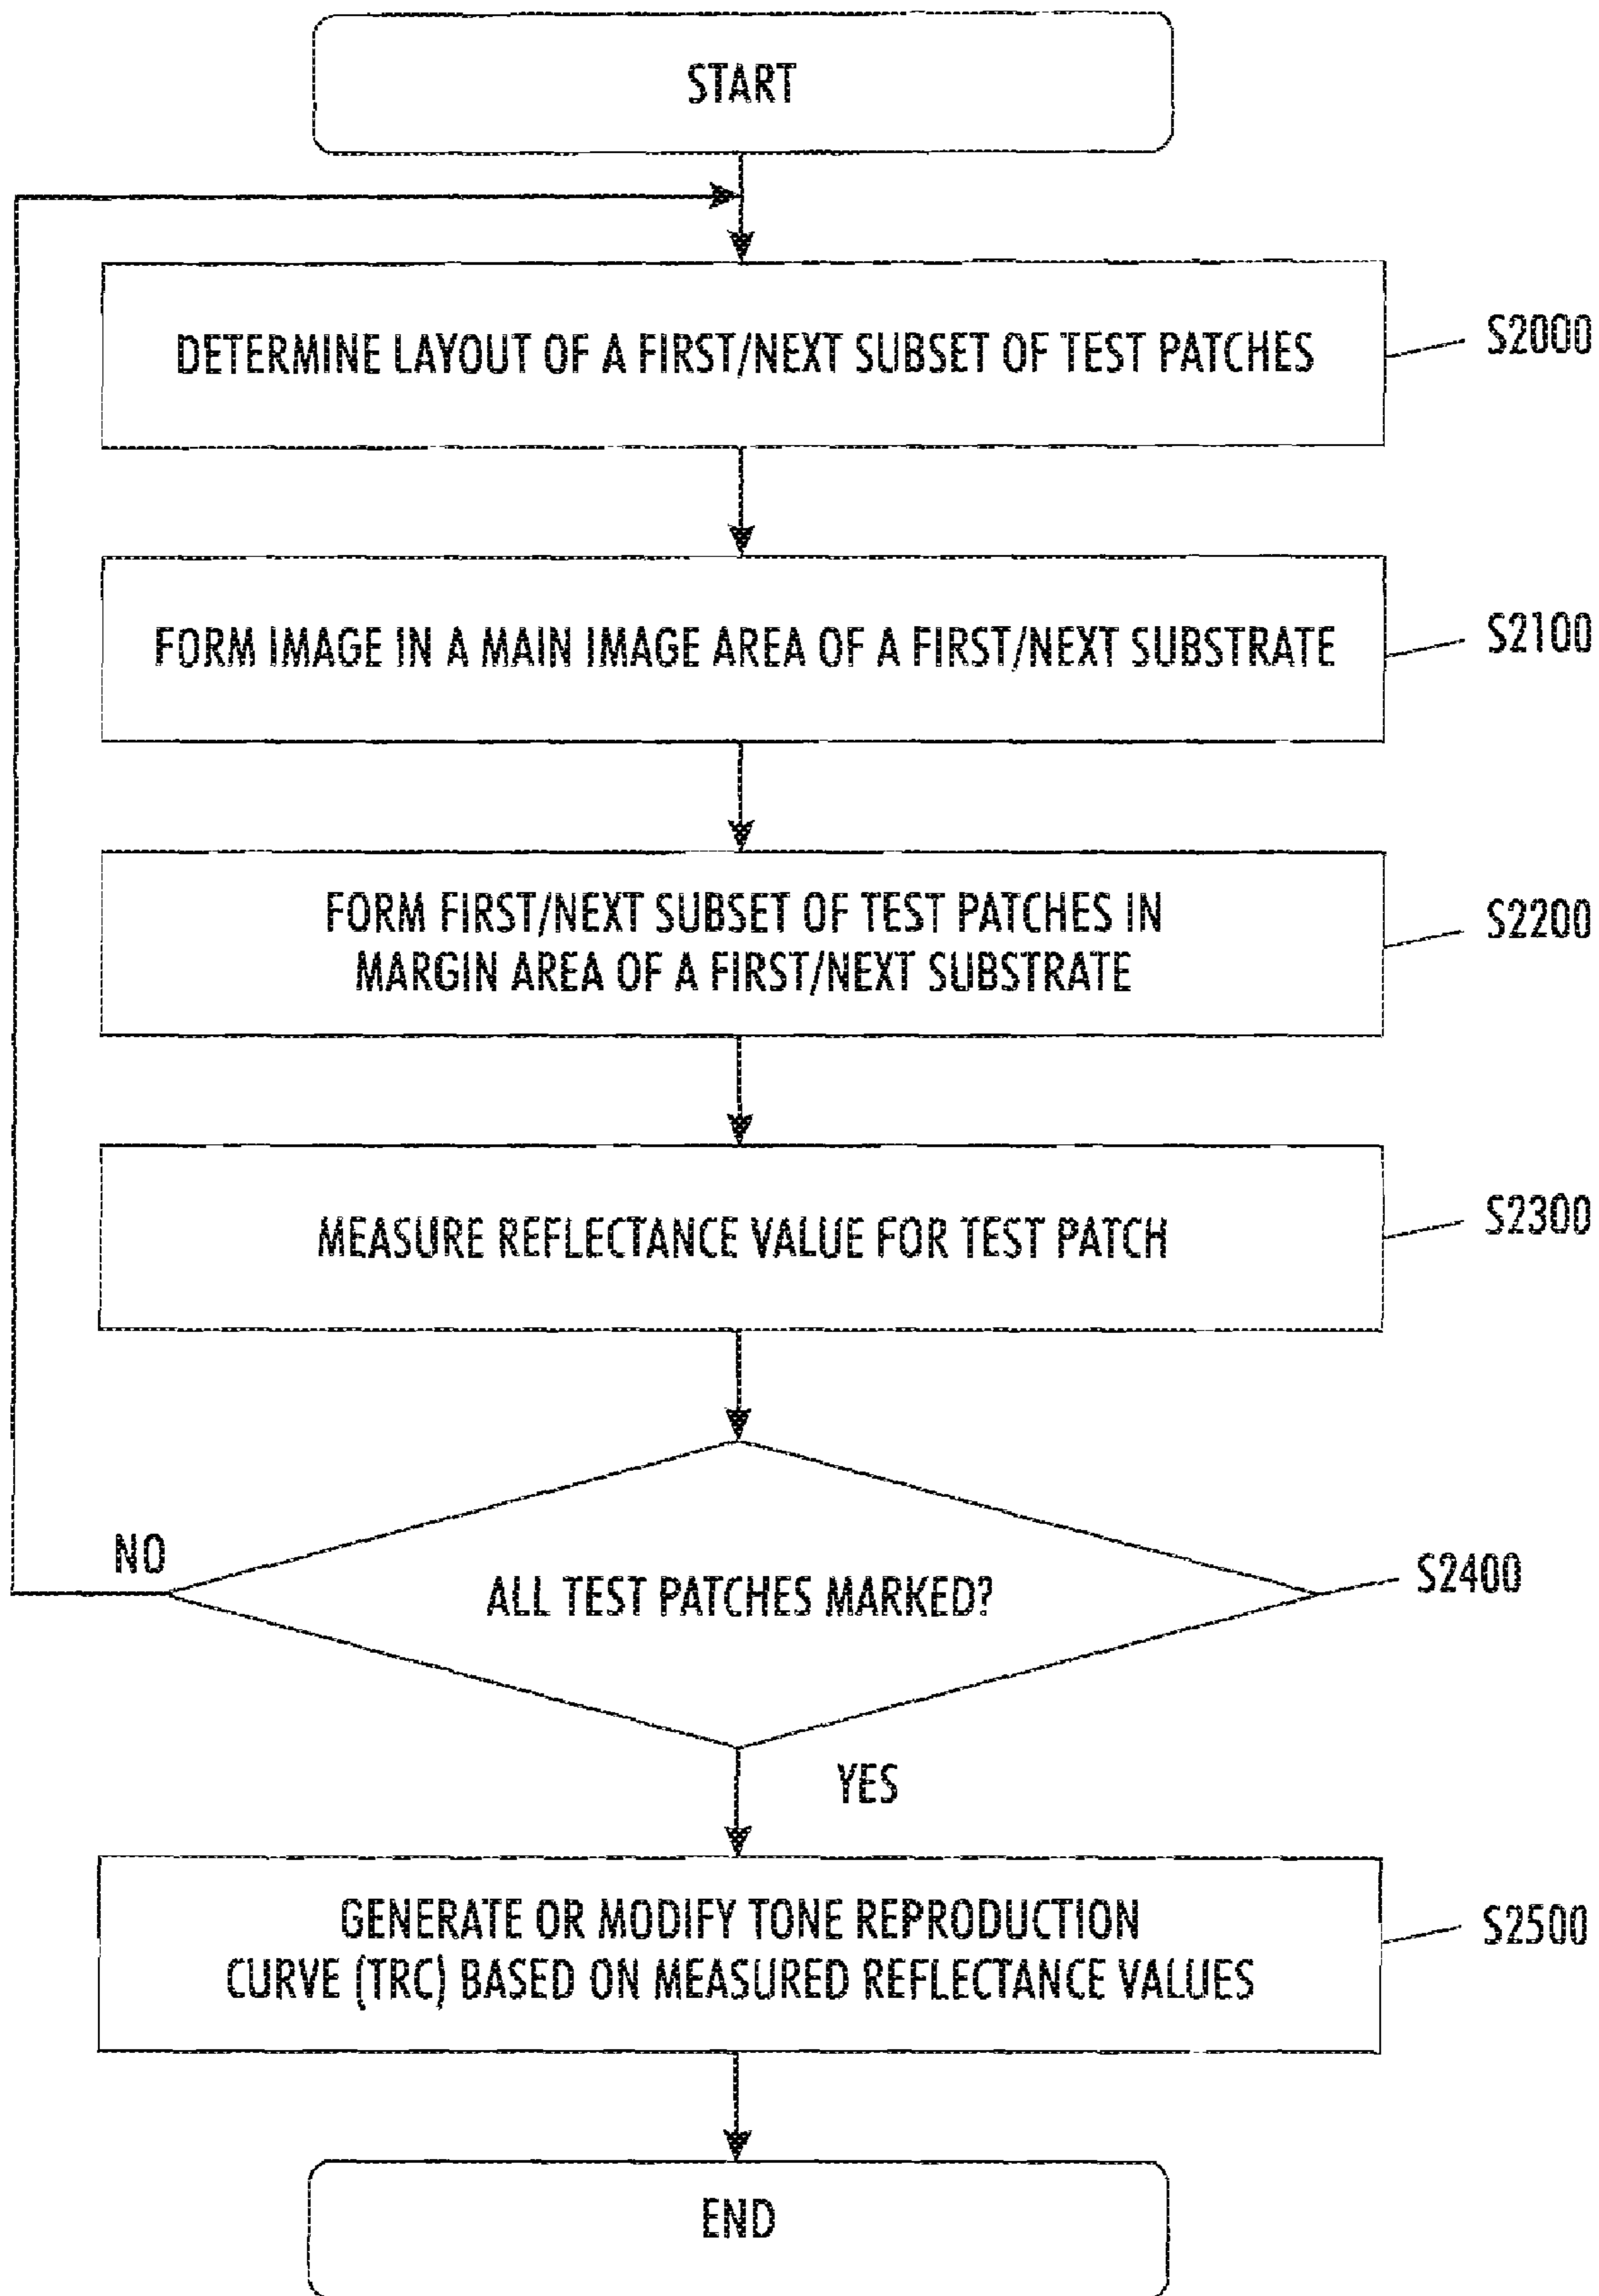 START
DETERMINE LAYOUT OF A FIRST/NEXT SUBSET OF TEST PATCHES
S2000
FORM IMAGE IN A MAIN IMAGE AREA OF A FIRST/NEXT SUBSTRATE
S2100
FORM FIRST/NEXT SUBSET OF TEST PATCHES IN
MARGIN AREA OF A FIRST/NEXT SUBSTRATE
S2200
MEASURE REFLECTANCE VALUE FOR TEST PATCH
S2300
NO
ALL TEST PATCHES MARKED?
S2400
YES
GENERATE OR MODIFY TONE REPRODUCTION
CURVE (TRC) BASED ON MEASURED REFLECTANCE VALUES
S2500
END